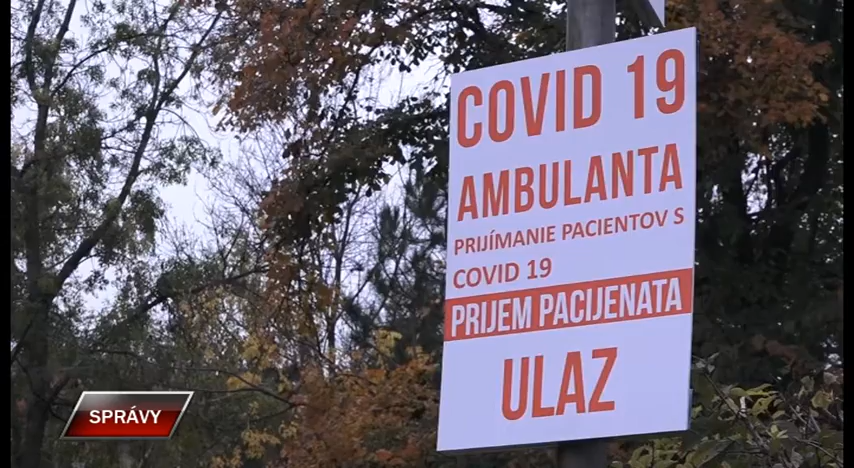 COVID 19
AMBULANTA
PRIJÍMANIE PACIENTOV S
COVID 19
PRIJEM PACIJENATA
ULAZ
SPRÁVY